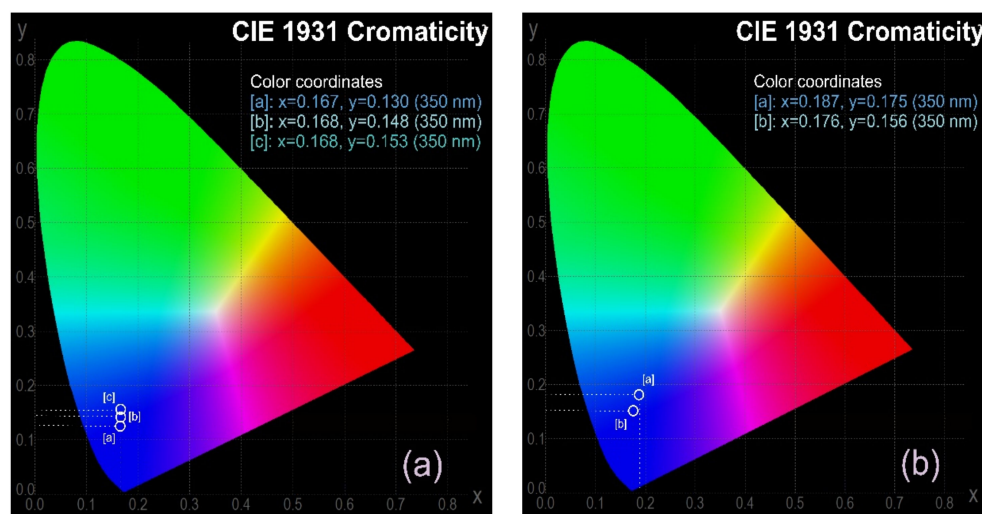 y
CIE 1931 Cromaticity
0.8
Color coordinates
[a]: x=0.167, y=0.130 (350 nm)
[b]: x=0.168, y=0.148 (350 nm)
[c]: x=0.168, y=0.153 (350 nm)
0.7
0.6
0.5
0.4
0.3
0.2
[c]
[b]
0.1
[a]
(a)
0.0
0.0 0.1 0.2 0.3 0.4 0.5 0.6 0.7 0.8
x
y
CIE 1931 Cromaticity
0.8
Color coordinates
[a]: x=0.187, y=0.175 (350 nm)
[b]: x=0.176, y=0.156 (350 nm)
0.7
0.6
0.5
0.4
0.3
0.2
[a]
[b]
0.1
(b)
0.0
0.0 0.1 0.2 0.3 0.4 0.5 0.6 0.7 0.8
x